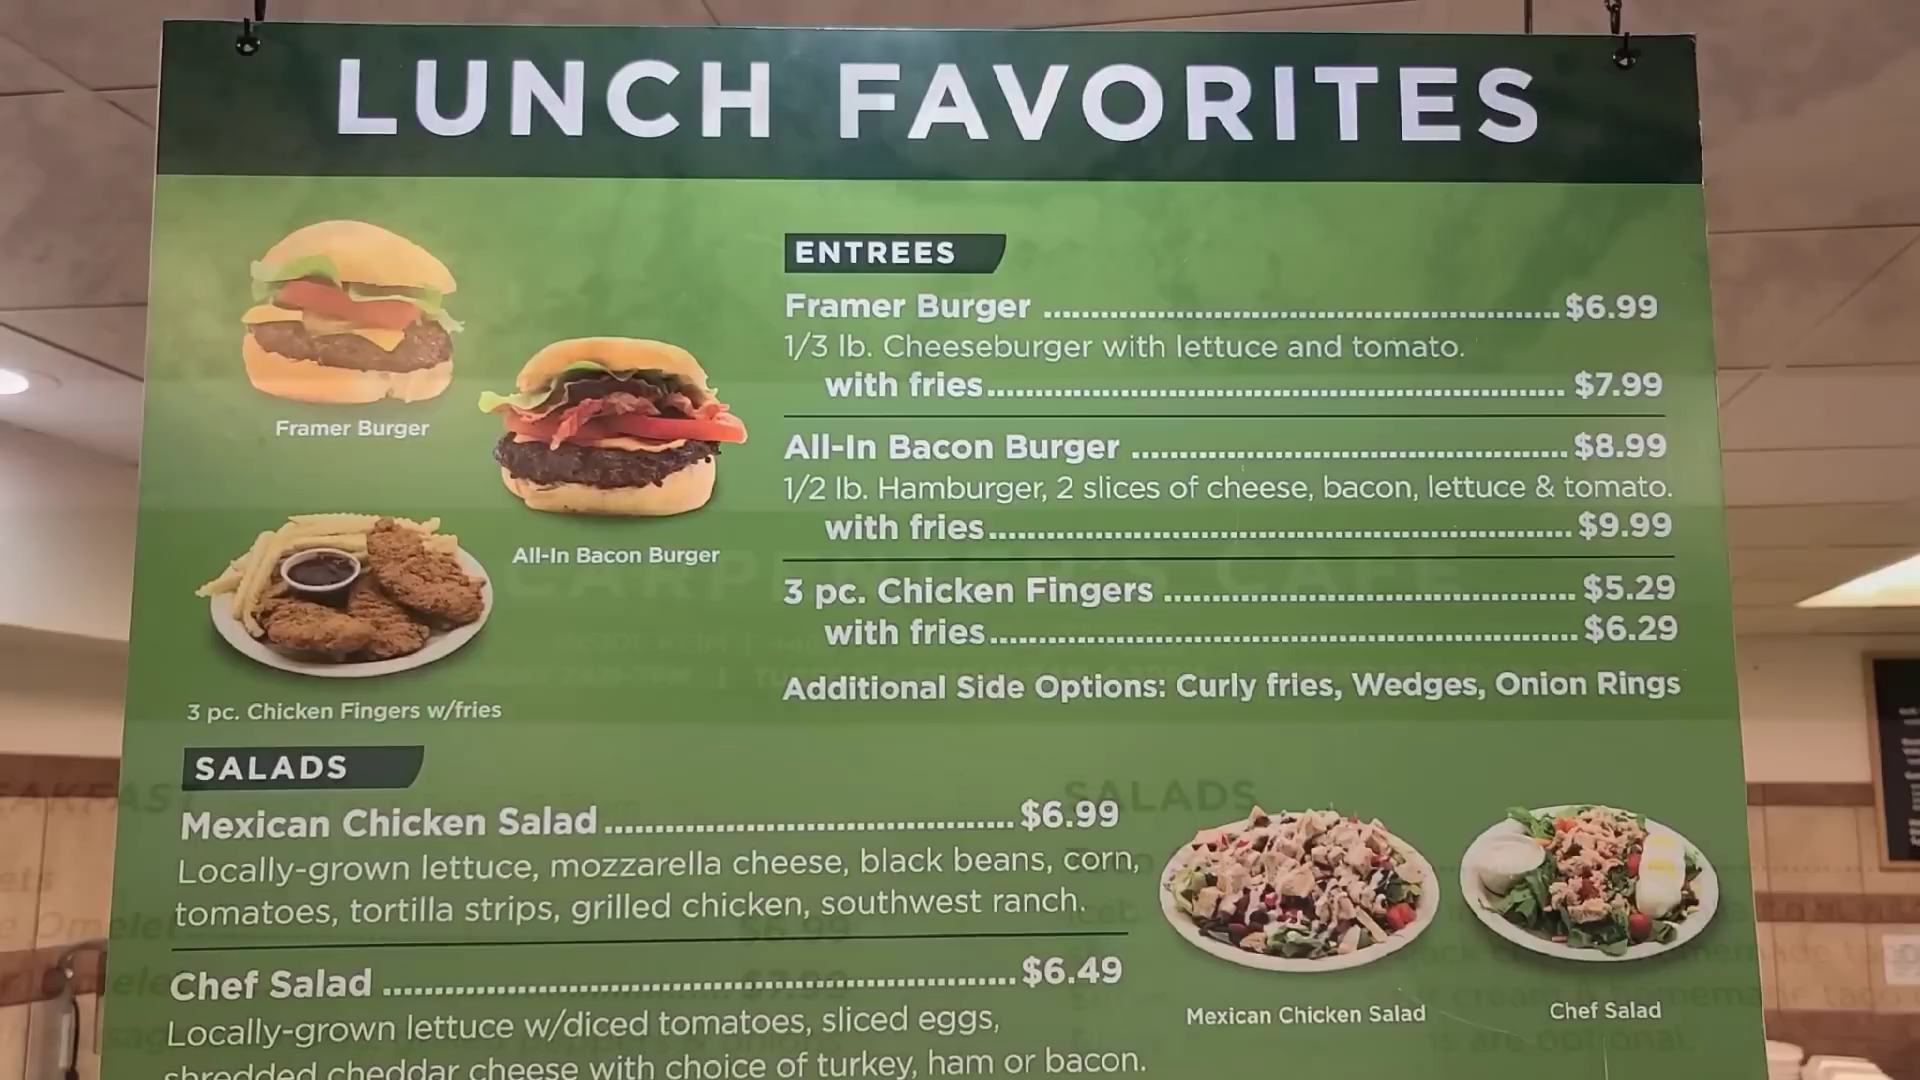 LUNCH FAVORITES
ENTREES
Framer Burger $6.99
1/3 lb. Cheeseburger with lettuce and tomato.
with fries $7.99
All-In Bacon Burger $8.99
1/2 lb. Hamburger, 2 slices of cheese, bacon, lettuce & tomato.
with fries $9.99
3 pc. Chicken Fingers $5.29
with fries $6.29
Additional Side Options: Curly fries, Wedges, Onion Rings
Framer Burger
All-In Bacon Burger
3 pc. Chicken Fingers w/fries
SALADS
Mexican Chicken Salad $6.99
Locally-grown lettuce, mozzarella cheese, black beans, corn,
tomatoes, tortilla strips, grilled chicken, southwest ranch.
Chef Salad $6.49
Locally-grown lettuce w/diced tomatoes, sliced eggs,
shredded cheddar cheese with choice of turkey, ham or bacon.
Mexican Chicken Salad
Chef Salad
SALADS
$6.99
$7.99